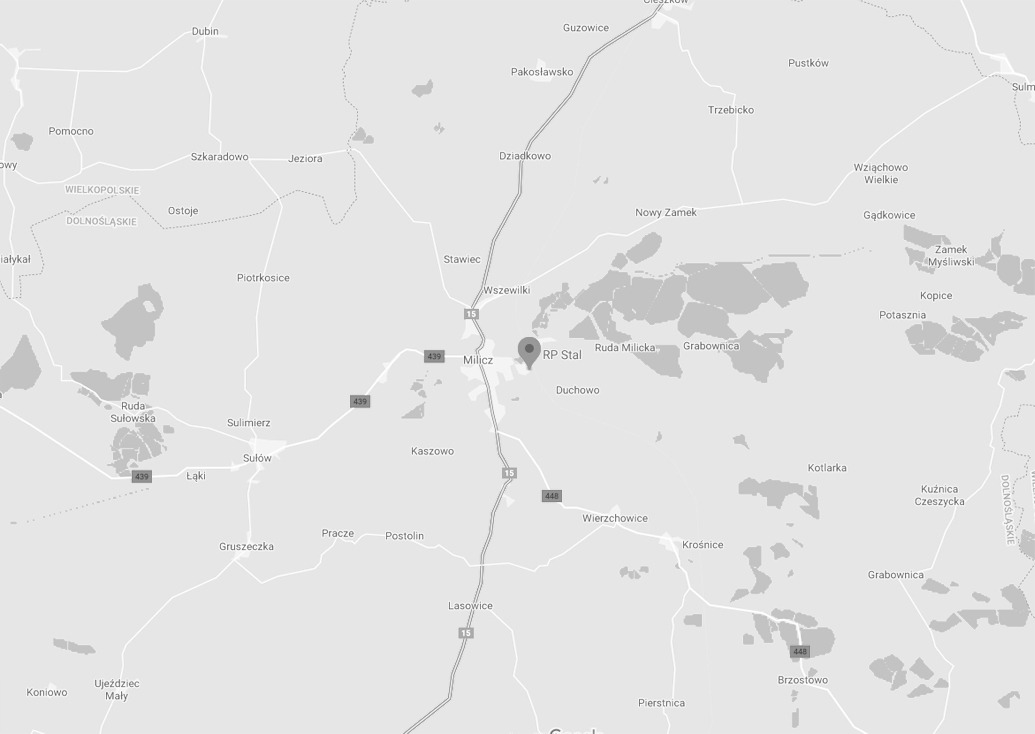 Cieszków
Guzowice
Dubin
Pakosławsko
Pustków
Trzebicko
Pomocno
Dziadkowo
Szkaradowo
Jeziora
Wziąchowo
Wielkie
WIELKOPOLSKIE
DOLNOŚLĄSKIE
Ostoje
Nowy Zamek
Gądkowice
Zamek
Myśliwski
Stawiec
Piotrkosice
Wszewilki
Kopice
15
Potasznia
439
Milicz
RP Stal
Ruda Milicka
Grabownica
Duchowo
439
Ruda
Sułowska
Sulimierz
Kaszowo
Sułów
Kotlarka
439
Łąki
15
448
Kuźnica
Czeszycka
DOLNOŚLĄSKIE
Wierzchowice
Pracze
Postolin
Gruszeczka
Krośnice
Grabownica
Lasowice
15
448
Ujeździec
Mały
Koniowo
Brzostowo
Pierstnica